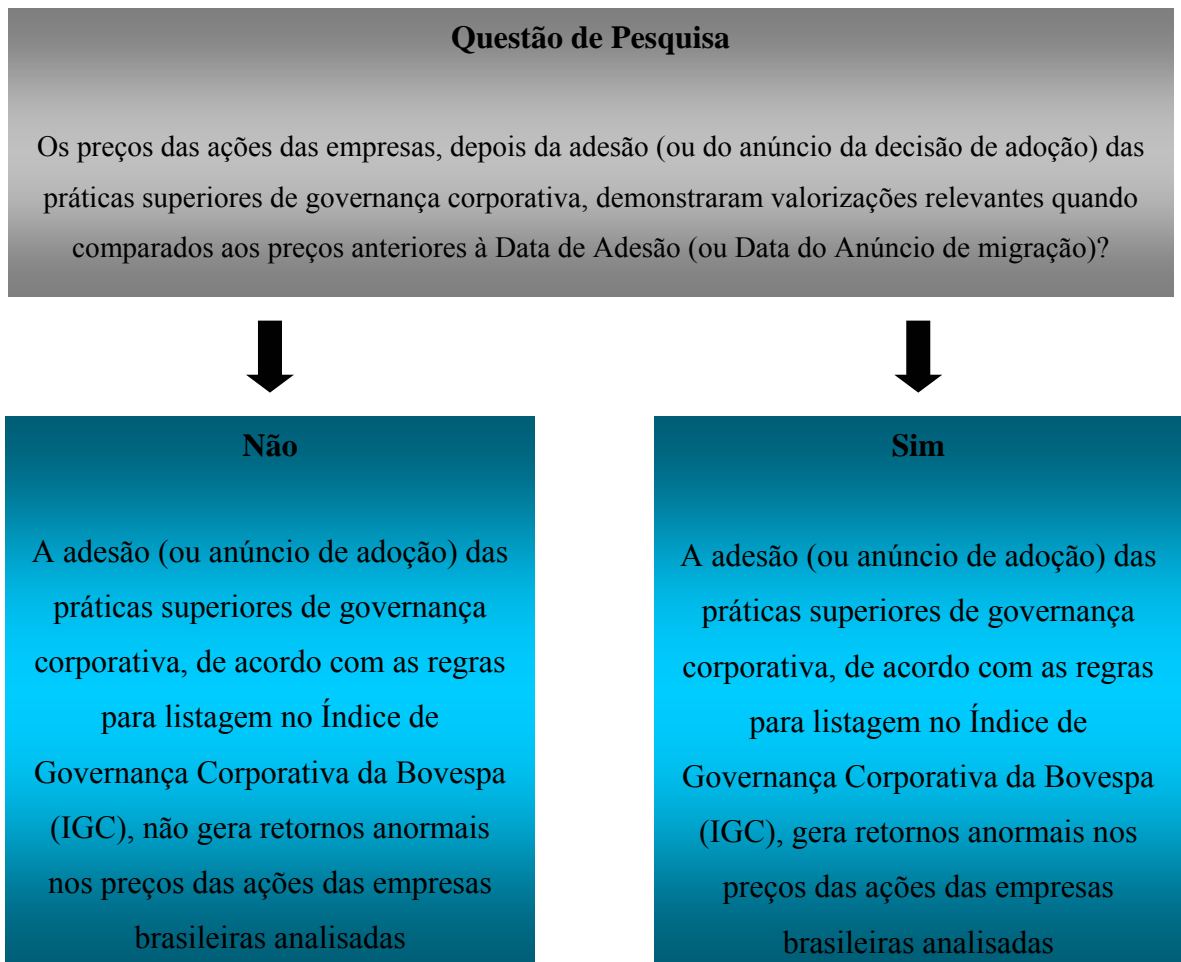 Questão de Pesquisa
Os preços das ações das empresas, depois da adesão (ou do anúncio da decisão de adoção) das
práticas superiores de governança corporativa, demonstraram valorizações relevantes quando
comparados aos preços anteriores à Data de Adesão (ou Data do Anúncio de migração)?
Não
A adesão (ou anúncio de adoção) das
práticas superiores de governança
corporativa, de acordo com as regras
para listagem no Índice de
Governança Corporativa da Bovespa
(IGC), não gera retornos anormais
nos preços das ações das empresas
brasileiras analisadas
Sim
A adesão (ou anúncio de adoção) das
práticas superiores de governança
corporativa, de acordo com as regras
para listagem no Índice de
Governança Corporativa da Bovespa
(IGC), gera retornos anormais nos
preços das ações das empresas
brasileiras analisadas